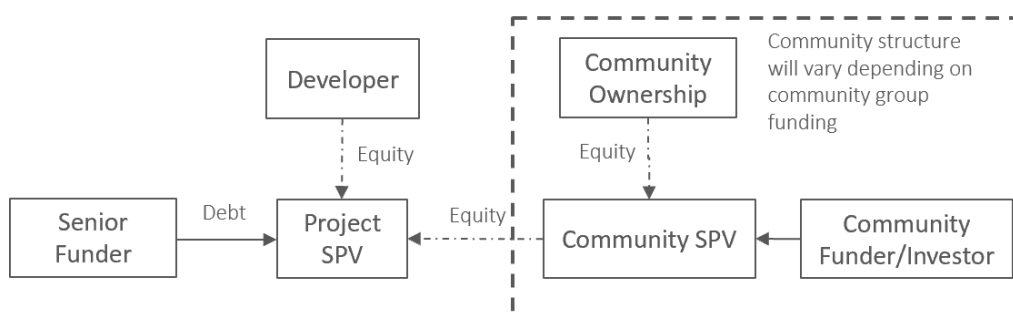 Developer
Equity
Senior
Funder
Debt
Project
SPV
Equity
Community
Ownership
Equity
Community structure
will vary depending on
community group
funding
Community SPV
Community
Funder/Investor